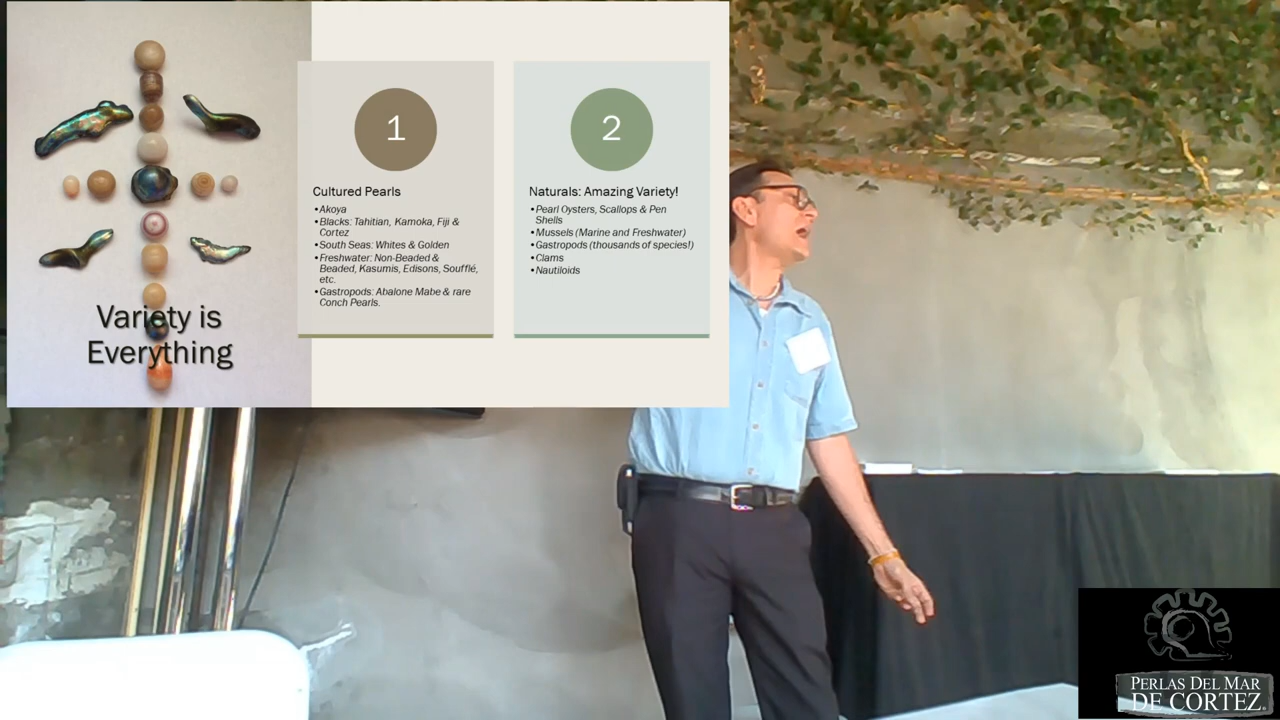 Variety is
Everything
1
Cultured Pearls
•Akoya
•Blacks: Tahitian, Kamoka, Fiji &
Cortez
•South Seas: Whites & Golden
•Freshwater: Non-Beaded &
Beaded, Kasumis, Edisons, Soufflé,
etc.
•Gastropods: Abalone Mabe & rare
Conch Pearls.
2
Naturals: Amazing Variety!
•Pearl Oysters, Scallops & Pen
Shells
•Mussels (Marine and Freshwater)
•Gastropods (thousands of species!)
•Clams
•Nautiloids
PERLAS DEL MAR
DE CORTEZ®